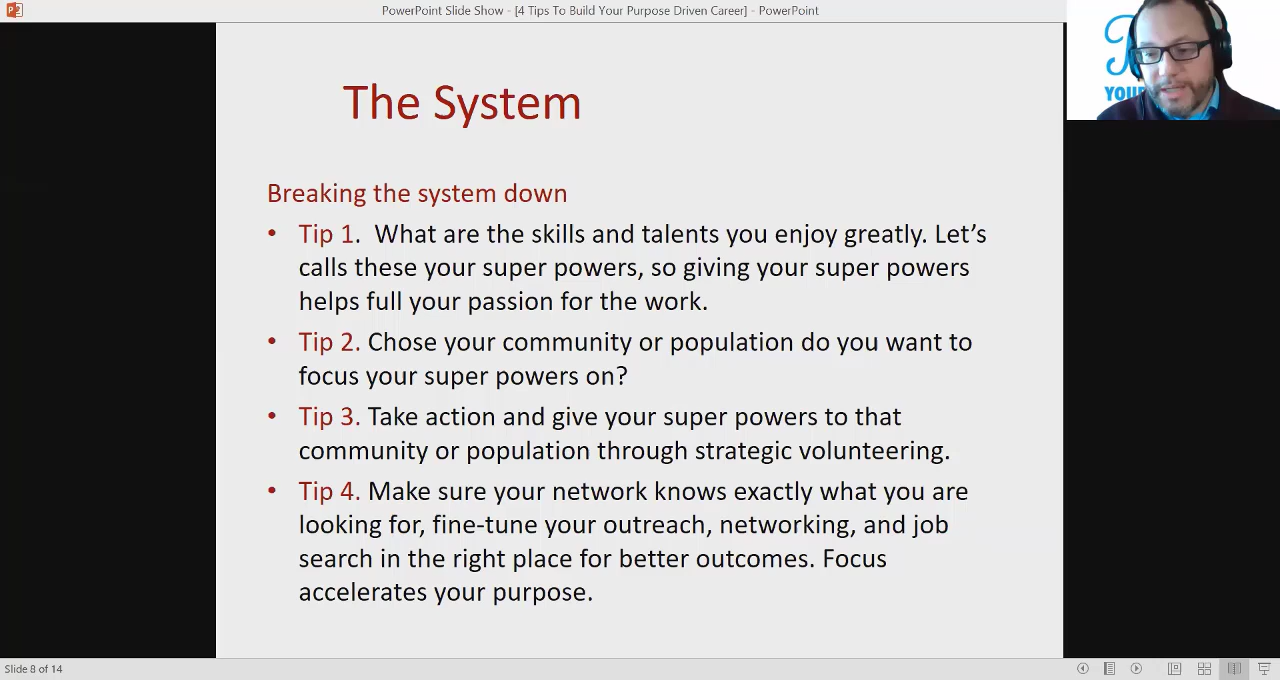 PowerPoint Slide Show - [4 Tips To Build Your Purpose Driven Career] - PowerPoint
The System
Breaking the system down
• Tip 1.  What are the skills and talents you enjoy greatly. Let's
calls these your super powers, so giving your super powers
helps full your passion for the work.
• Tip 2. Chose your community or population do you want to
focus your super powers on?
• Tip 3. Take action and give your super powers to that
community or population through strategic volunteering.
• Tip 4. Make sure your network knows exactly what you are
looking for, fine-tune your outreach, networking, and job
search in the right place for better outcomes. Focus
accelerates your purpose.
Slide 8 of 14